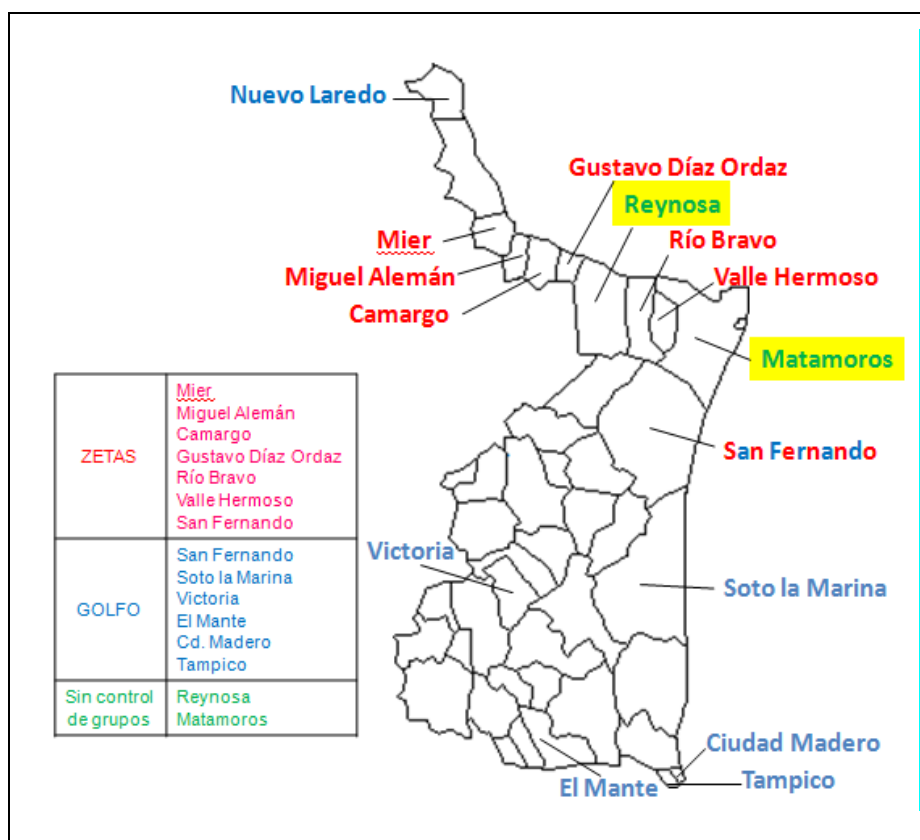 Nuevo Laredo
Gustavo Díaz Ordaz
Reynosa
Mier
Río Bravo
Miguel Alemán
Valle Hermoso
Camargo
Matamoros
San Fernando
Victoria
Soto la Marina
Ciudad Madero
El Mante
Tampico
ZETAS
Mier
Miguel Alemán
Camargo
Gustavo Díaz Ordaz
Río Bravo
Valle Hermoso
San Fernando
GOLFO
San Fernando
Soto la Marina
Victoria
El Mante
Cd. Madero
Tampico
Sin control
de grupos
Reynosa
Matamoros